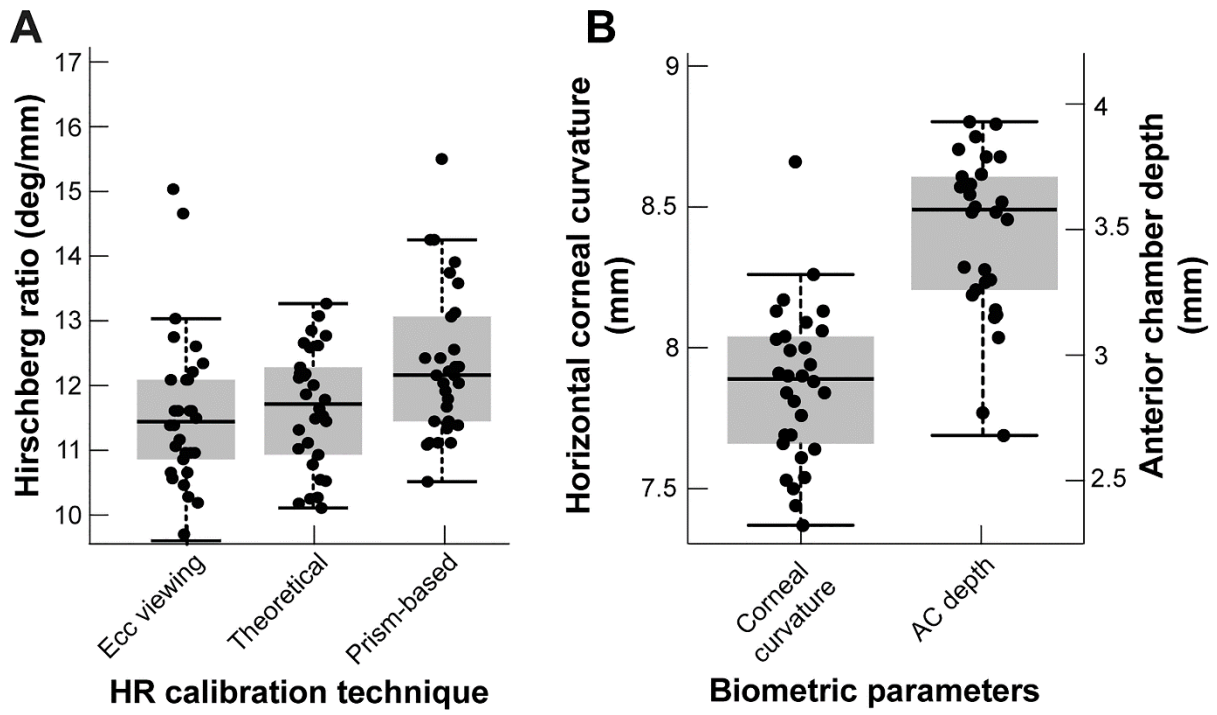 A
Hirschberg ratio (deg/mm)
17
16
15
14
13
12
11
10
Ecc viewing
Theoretical
Prism-based
HR calibration technique
B
Horizontal corneal curvature
(mm)
9
8.5
8
7.5
Corneal
curvature
AC depth
4
3.5
3
2.5
Anterior chamber depth
(mm)
Biometric parameters